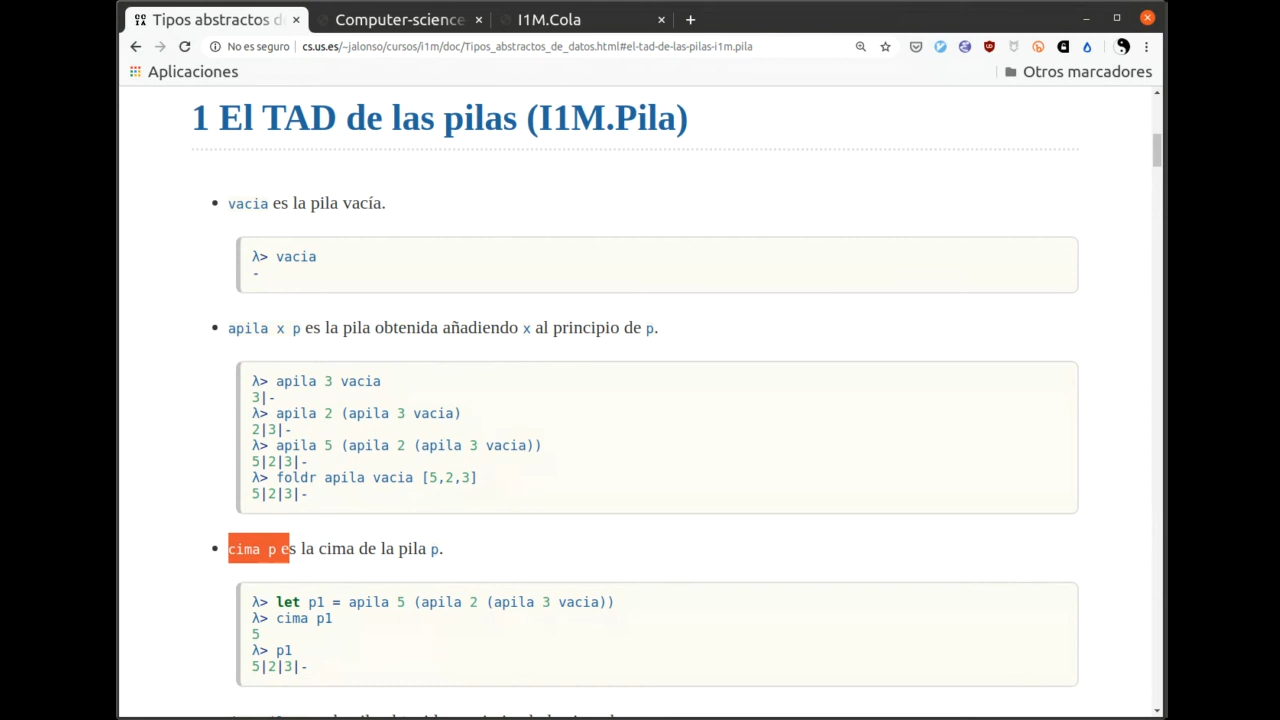 Tipos abstractos d
Computer-science
I1M.Cola
No es seguro | cs.us.es/~jalonso/cursos/i1m/doc/Tipos_abstractos_de_datos.html#el-tad-de-las-pilas-i1m.pila
Aplicaciones
Otros marcadores
1 El TAD de las pilas (I1M.Pila)
• vacia es la pila vacía.
λ> vacia
-
• apila x p es la pila obtenida añadiendo x al principio de p.
λ> apila 3 vacia
3|-
λ> apila 2 (apila 3 vacia)
2|3|-
λ> apila 5 (apila 2 (apila 3 vacia))
5|2|3|-
λ> foldr apila vacia [5,2,3]
5|2|3|-
• cima p es la cima de la pila p.
λ> let p1 = apila 5 (apila 2 (apila 3 vacia))
λ> cima p1
5
λ> p1
5|2|3|-